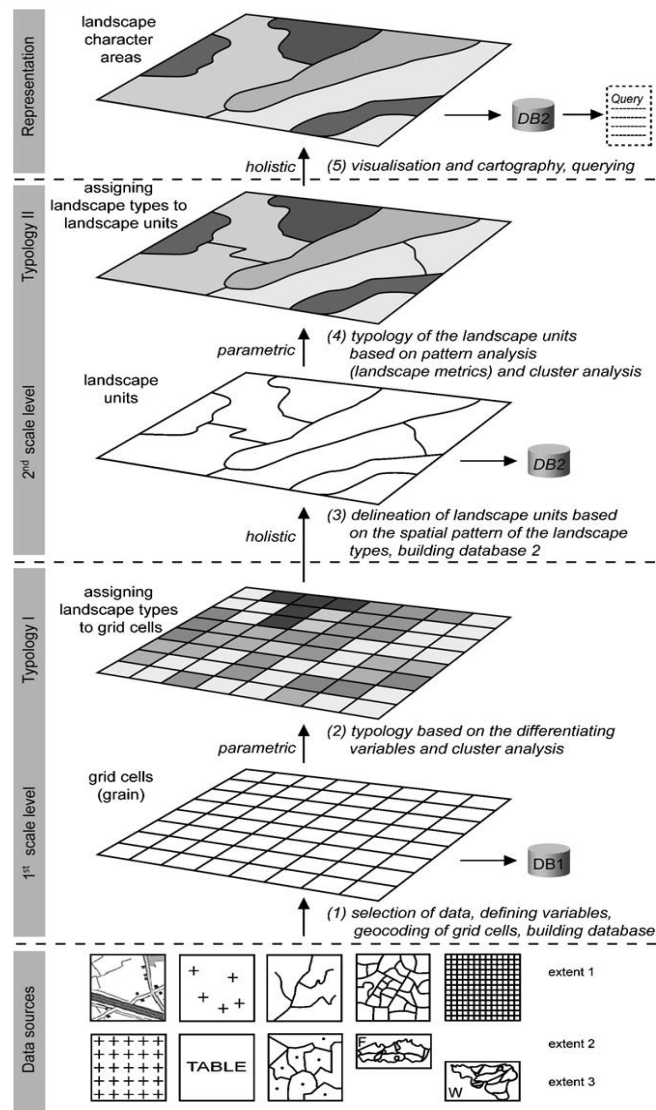 Representation
landscape
character
areas
DB2
Query
holistic
(5) visualisation and cartography, querying
2nd scale level
Typology II
assigning
landscape types to
landscape units
parametric
(4) typology of the landscape units
based on pattern analysis
(landscape metrics) and cluster analysis
landscape
units
DB2
holistic
(3) delineation of landscape units based
on the spatial pattern of the landscape
types, building database 2
1st scale level
Typology I
assigning
landscape types
to grid cells
parametric
(2) typology based on the differentiating
variables and cluster analysis
grid cells
(grain)
DB1
(1) selection of data, defining variables,
geocoding of grid cells, building database
Data sources
extent 1
TABLE
F
extent 2
W
extent 3